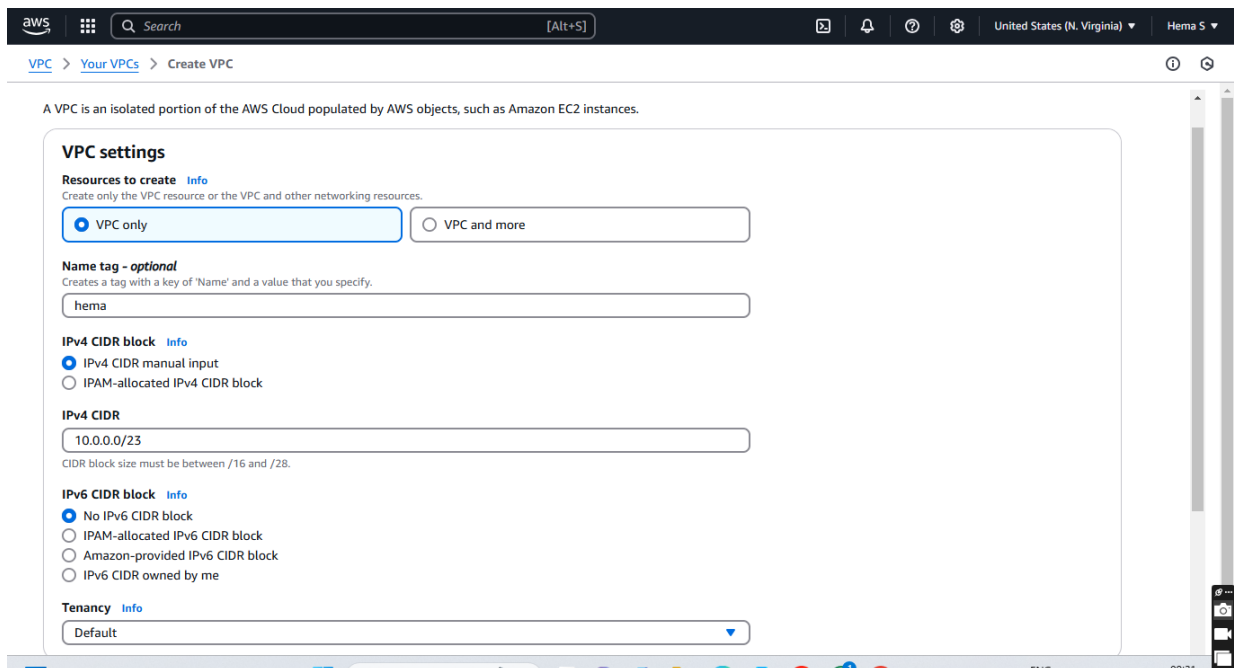 aws
Search [Alt+S]
United States (N. Virginia) Hema S
VPC > Your VPCs > Create VPC
A VPC is an isolated portion of the AWS Cloud populated by AWS objects, such as Amazon EC2 instances.
VPC settings
Resources to create Info
Create only the VPC resource or the VPC and other networking resources.
VPC only
VPC and more
Name tag - optional
Creates a tag with a key of 'Name' and a value that you specify.
hema
IPv4 CIDR block Info
IPv4 CIDR manual input
IPAM-allocated IPv4 CIDR block
IPv4 CIDR
10.0.0.0/23
CIDR block size must be between /16 and /28.
IPv6 CIDR block Info
No IPv6 CIDR block
IPAM-allocated IPv6 CIDR block
Amazon-provided IPv6 CIDR block
IPv6 CIDR owned by me
Tenancy Info
Default